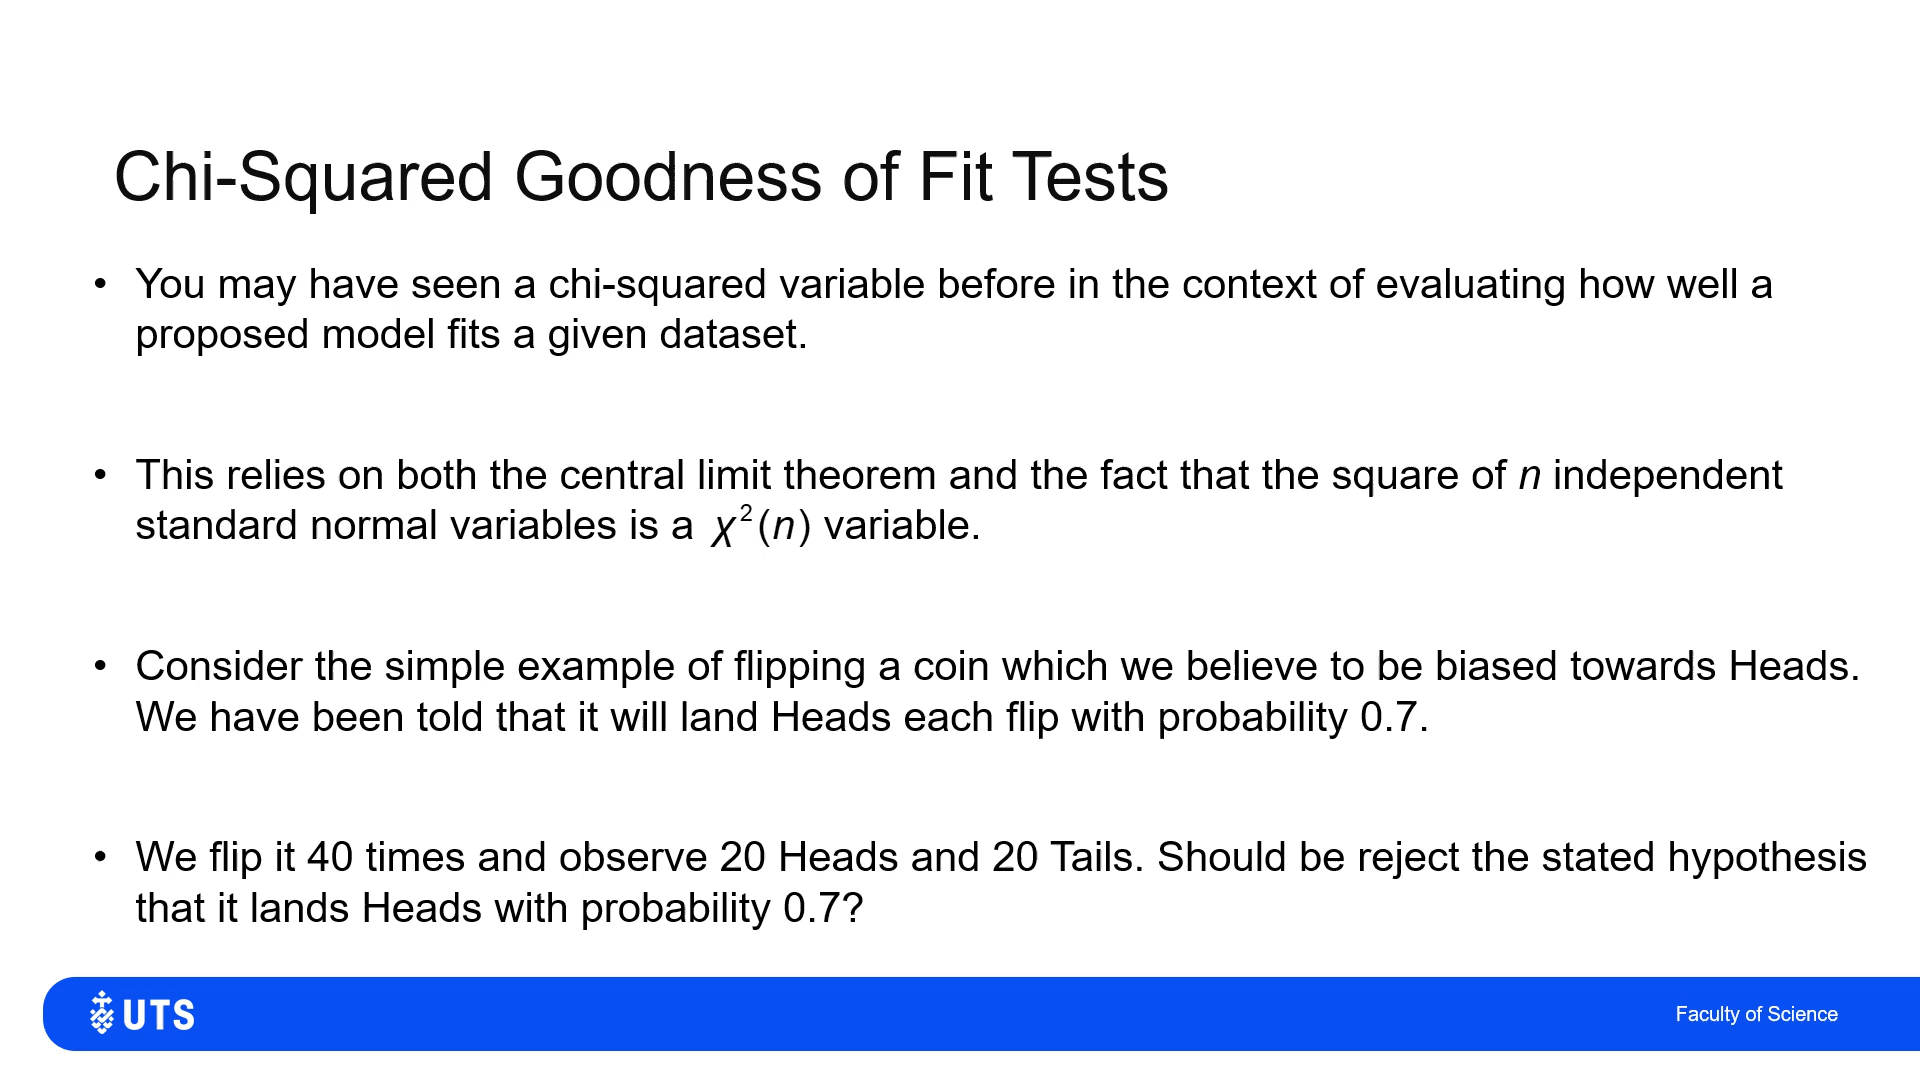 Chi-Squared Goodness of Fit Tests
• You may have seen a chi-squared variable before in the context of evaluating how well a
proposed model fits a given dataset.
• This relies on both the central limit theorem and the fact that the square of n independent
standard normal variables is a χ²(n) variable.
• Consider the simple example of flipping a coin which we believe to be biased towards Heads.
We have been told that it will land Heads each flip with probability 0.7.
• We flip it 40 times and observe 20 Heads and 20 Tails. Should be reject the stated hypothesis
that it lands Heads with probability 0.7?
UTS
Faculty of Science